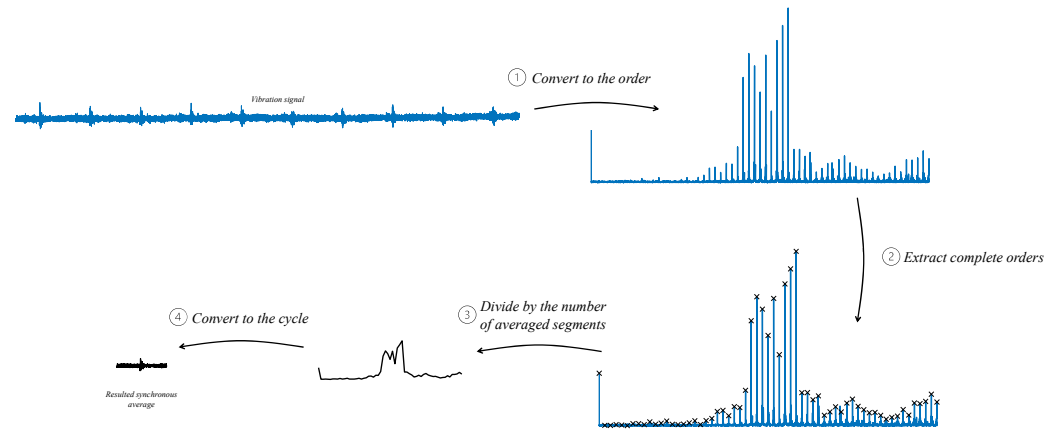 Vibration signal
① Convert to the order
② Extract complete orders
③ Divide by the number
of averaged segments
④ Convert to the cycle
Resulted synchronous
average